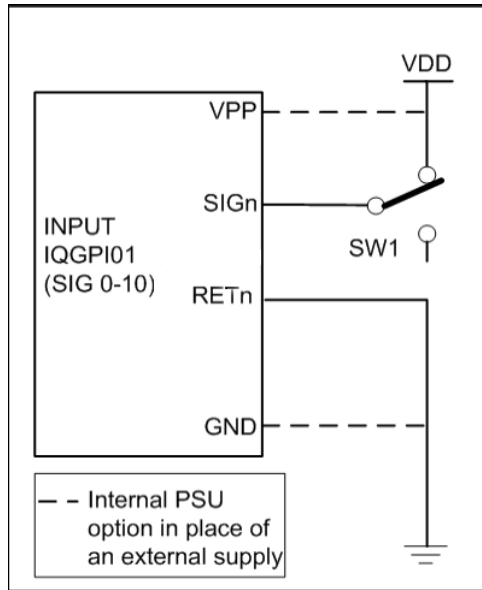 VDD
VPP
SIGn
INPUT
IQGPI01
(SIG 0-10)
SW1
RETn
GND
Internal PSU
option in place of
an external supply